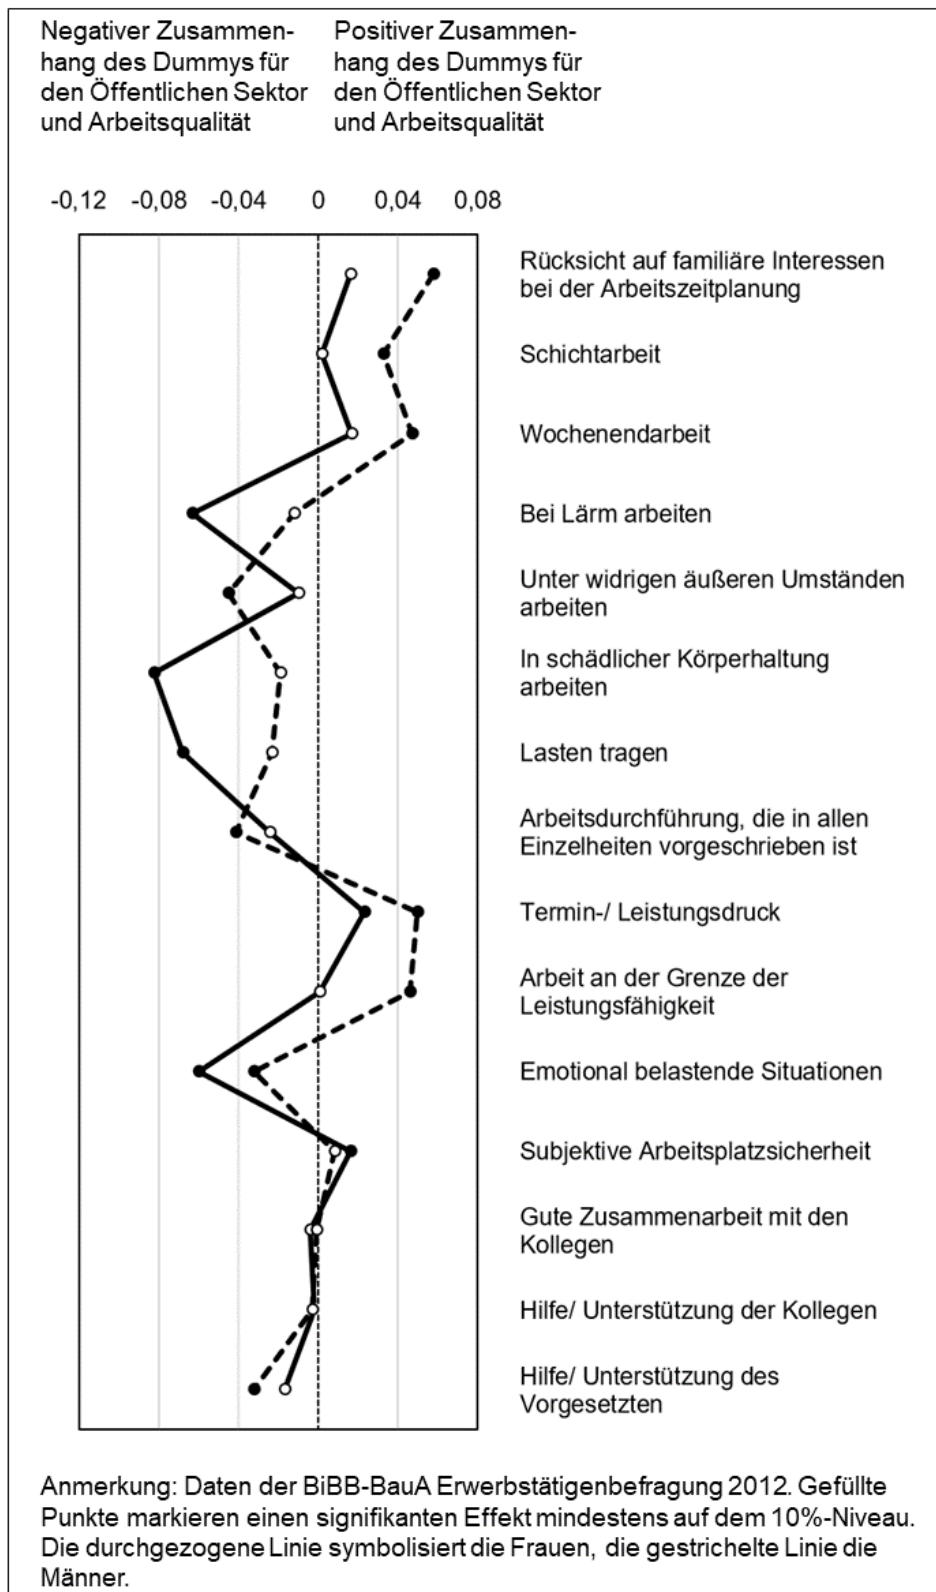 Negativer Zusammen-
hang des Dummys für
den Öffentlichen Sektor
und Arbeitsqualität
Positiver Zusammen-
hang des Dummys für
den Öffentlichen Sektor
und Arbeitsqualität
-0,12 -0,08 -0,04 0 0,04 0,08
Rücksicht auf familiäre Interessen
bei der Arbeitszeitplanung
Schichtarbeit
Wochenendarbeit
Bei Lärm arbeiten
Unter widrigen äußeren Umständen
arbeiten
In schädlicher Körperhaltung
arbeiten
Lasten tragen
Arbeitsdurchführung, die in allen
Einzelheiten vorgeschrieben ist
Termin-/ Leistungsdruck
Arbeit an der Grenze der
Leistungsfähigkeit
Emotional belastende Situationen
Subjektive Arbeitsplatzsicherheit
Gute Zusammenarbeit mit den
Kollegen
Hilfe/ Unterstützung der Kollegen
Hilfe/ Unterstützung des
Vorgesetzten
Anmerkung: Daten der BiBB-BauA Erwerbstätigenbefragung 2012. Gefüllte
Punkte markieren einen signifikanten Effekt mindestens auf dem 10%-Niveau.
Die durchgezogene Linie symbolisiert die Frauen, die gestrichelte Linie die
Männer.